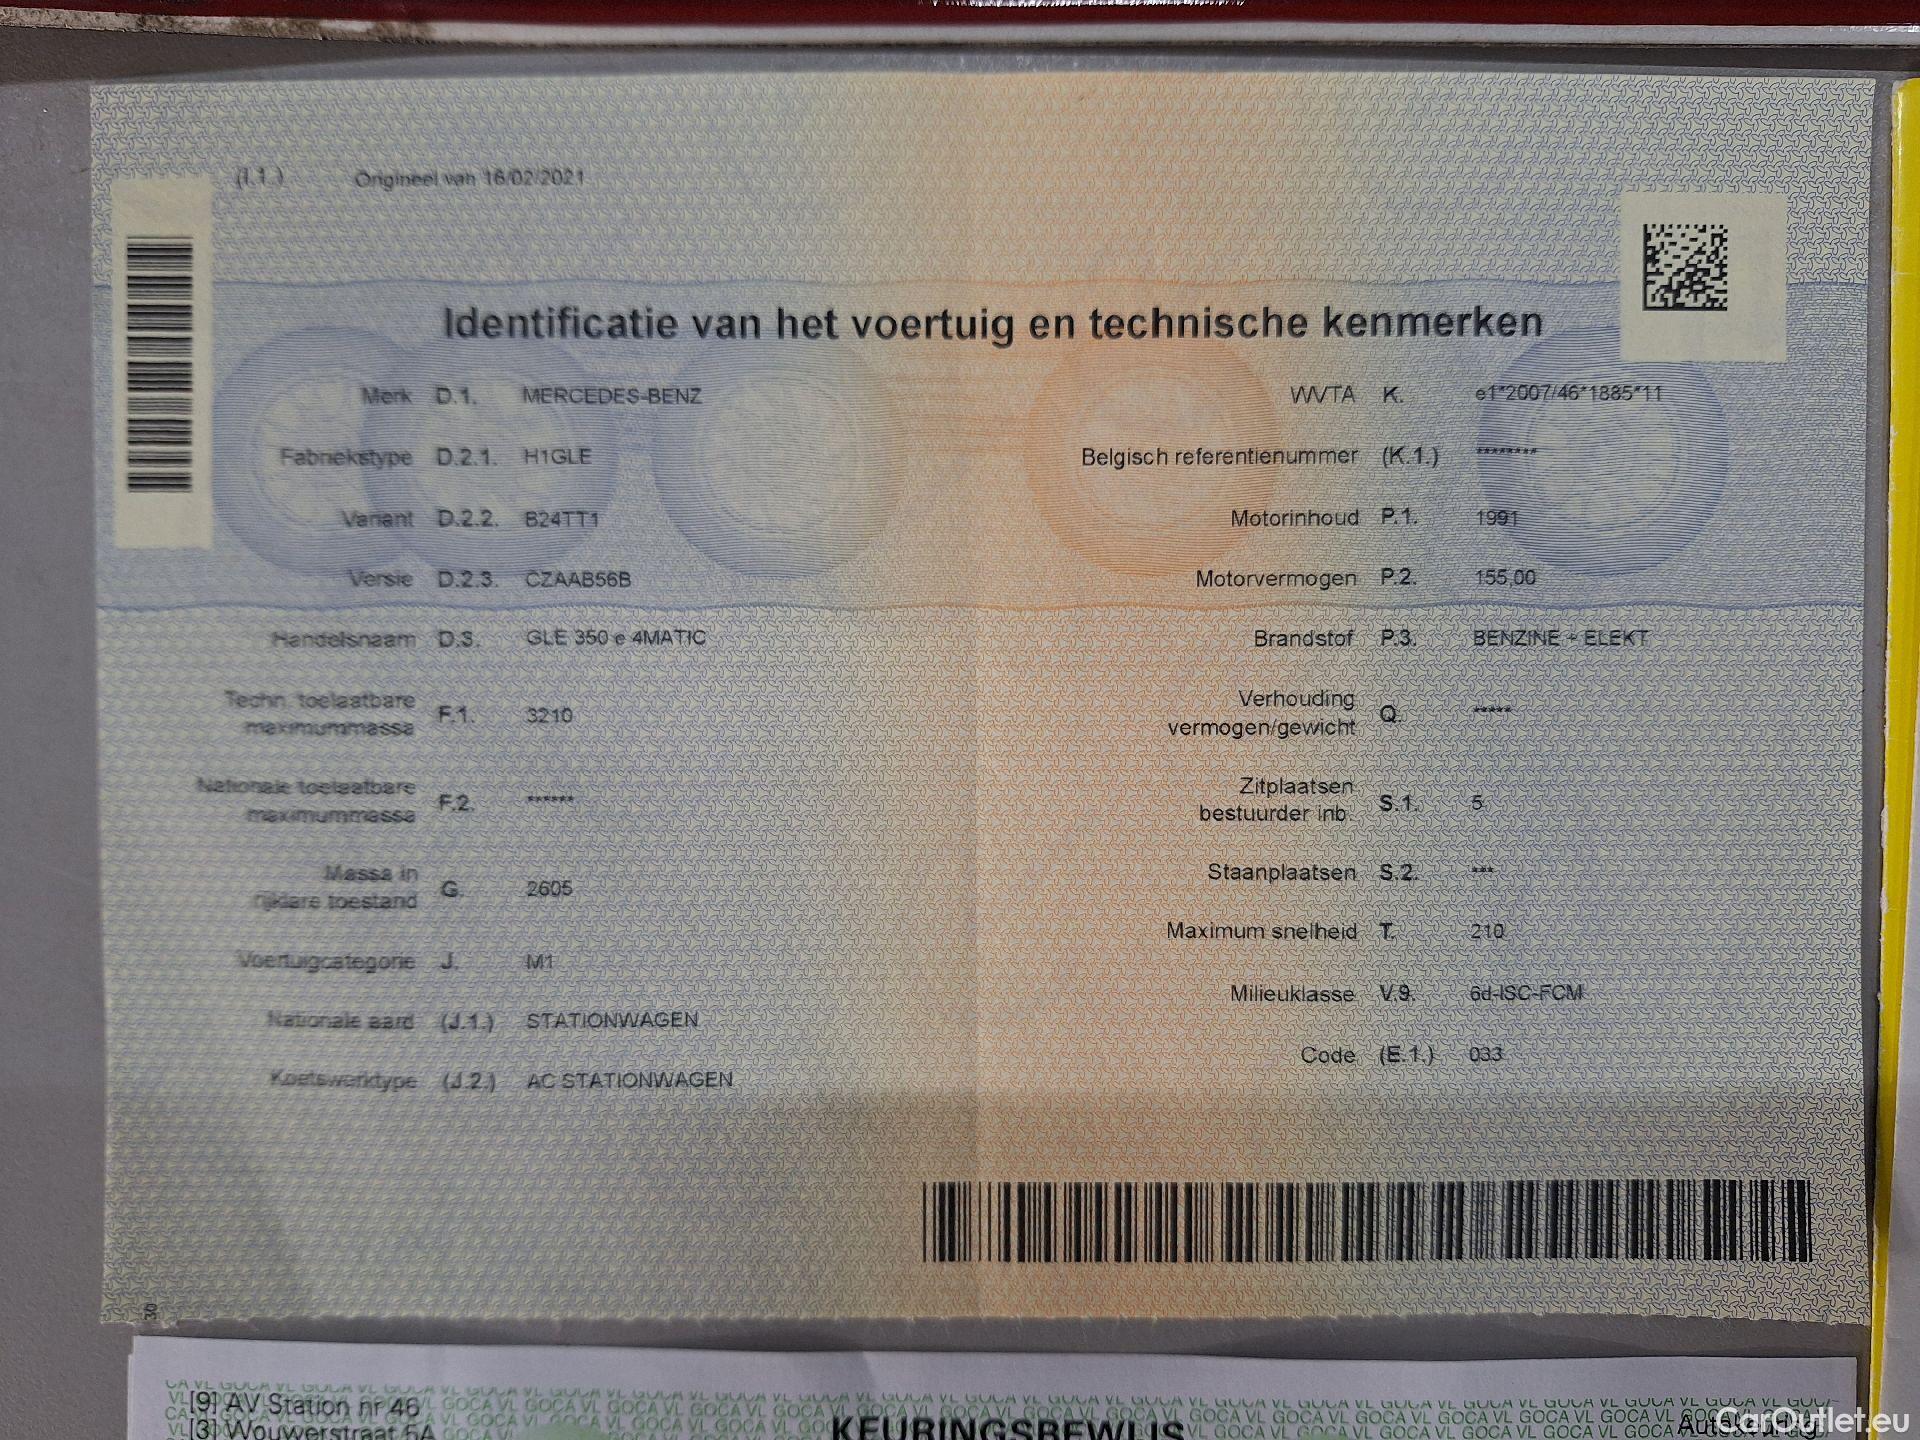 (I.1.) Origineel van 16/02/2021
Identificatie van het voertuig en technische kenmerken
Merk D.1. MERCEDES-BENZ
Fabriekstype D.2.1. H1GLE
Variant D.2.2. B24TT1
Versie D.2.3. CZAAB56B
Handelsnaam D.3. GLE 350 e 4MATIC
Techn. toelaatbare
maximummassa F.1. 3210
Nationale toelaatbare
maximummassa F.2. ******
Massa in
rijklare toestand G. 2605
Voertuigcategorie J. M1
Nationale aard (J.1.) STATIONWAGEN
Koetswerktype (J.2.) AC STATIONWAGEN
WVTA K. e1*2007/46*1885*11
Belgisch referentienummer (K.1.) ********
Motorinhoud P.1. 1991
Motorvermogen P.2. 155,00
Brandstof P.3. BENZINE + ELEKT
Verhouding
vermogen/gewicht Q. *****
Zitplaatsen
bestuurder inb. S.1. 5
Staanplaatsen S.2. ***
Maximum snelheid T. 210
Milieuklasse V.9. 6d-ISC-FCM
Code (E.1.) 033
30
[9] AV Station nr 46
[3] Wouwerstraat 5A
KEURINGSBEWIJS
Autokeuring
CarOutlet.eu